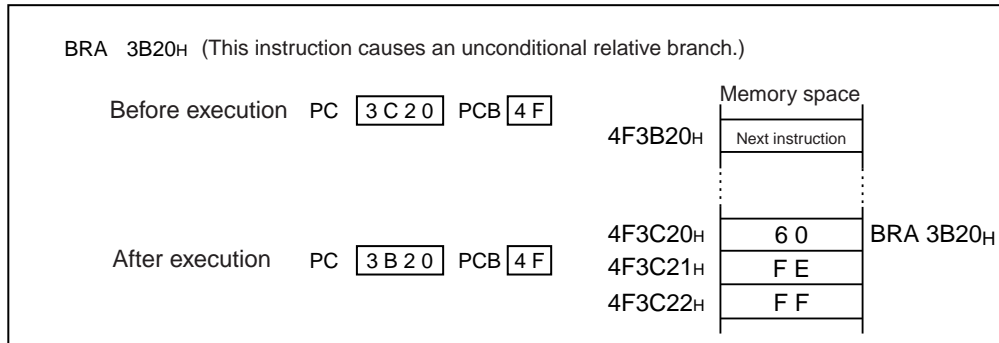 BRA 3B20H (This instruction causes an unconditional relative branch.)
Before execution PC 3C20 PCB 4F
Memory space
4F3B20H Next instruction
4F3C20H 60 BRA 3B20H
After execution PC 3B20 PCB 4F
4F3C21H FE
4F3C22H FF